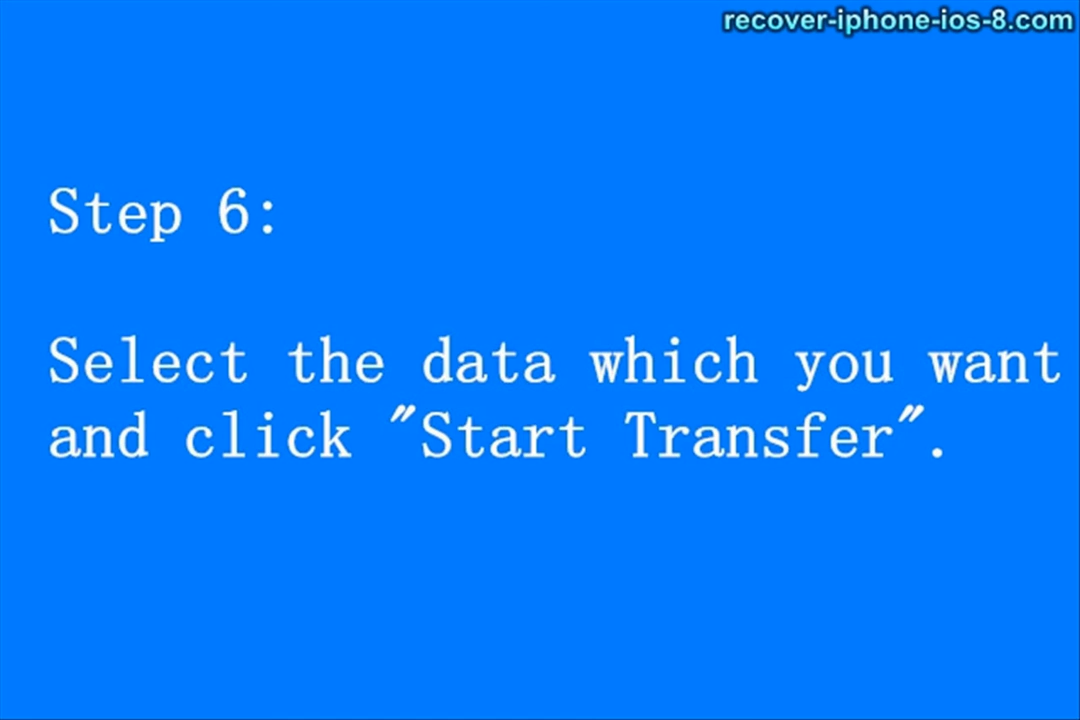 recover-iphone-ios-8.com
Step 6:
Select the data which you want
and click "Start Transfer".